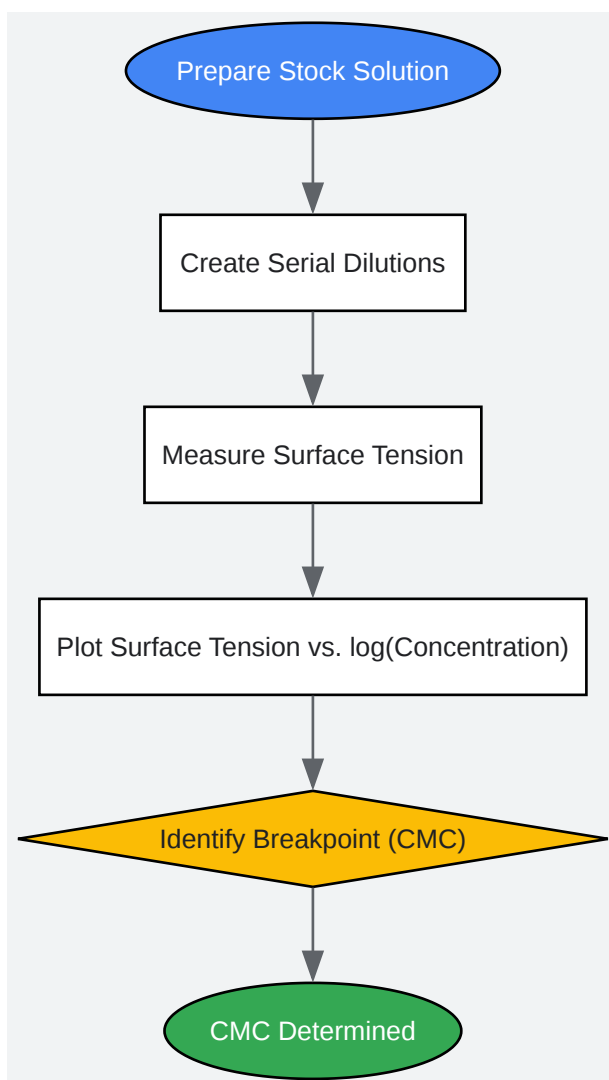 Prepare Stock Solution
Create Serial Dilutions
Measure Surface Tension
Plot Surface Tension vs. log(Concentration)
Identify Breakpoint (CMC)
CMC Determined